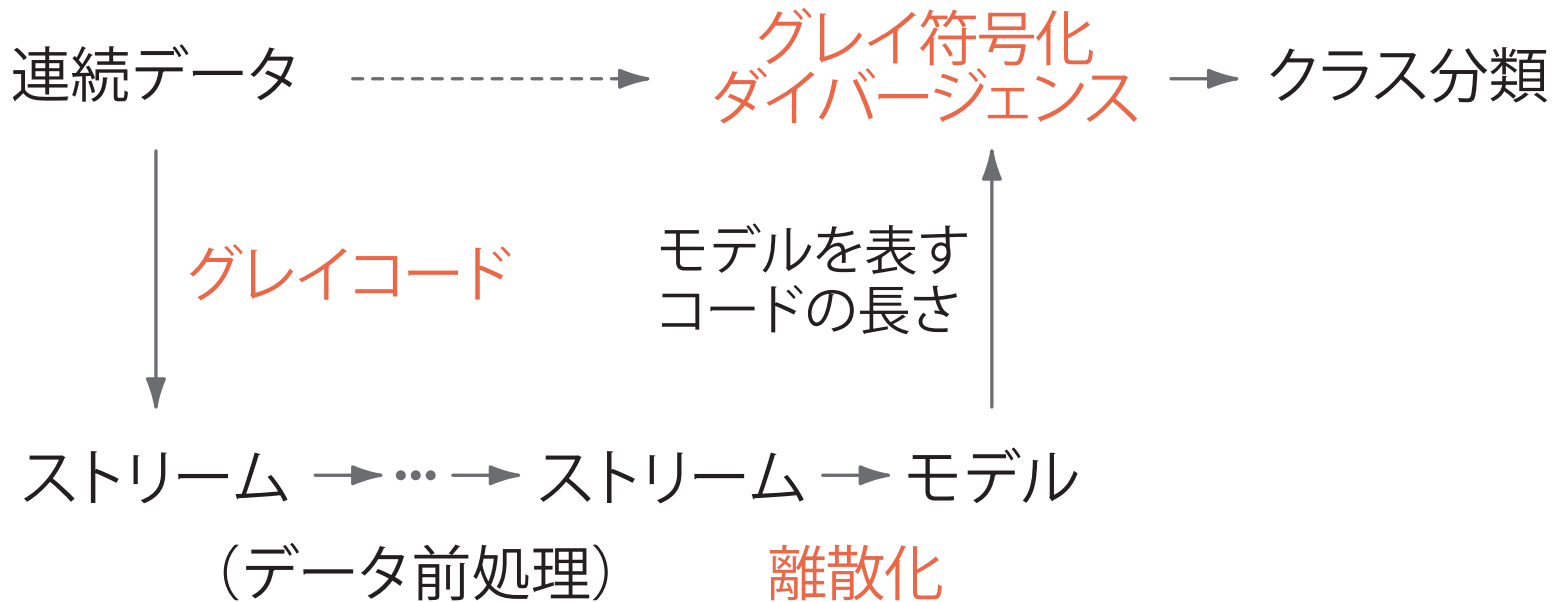 連続データ
グレイ符号化
ダイバージェンス
クラス分類
グレイコード
モデルを表す
コードの長さ
ストリーム
•••
ストリーム
モデル
（データ前処理）
離散化